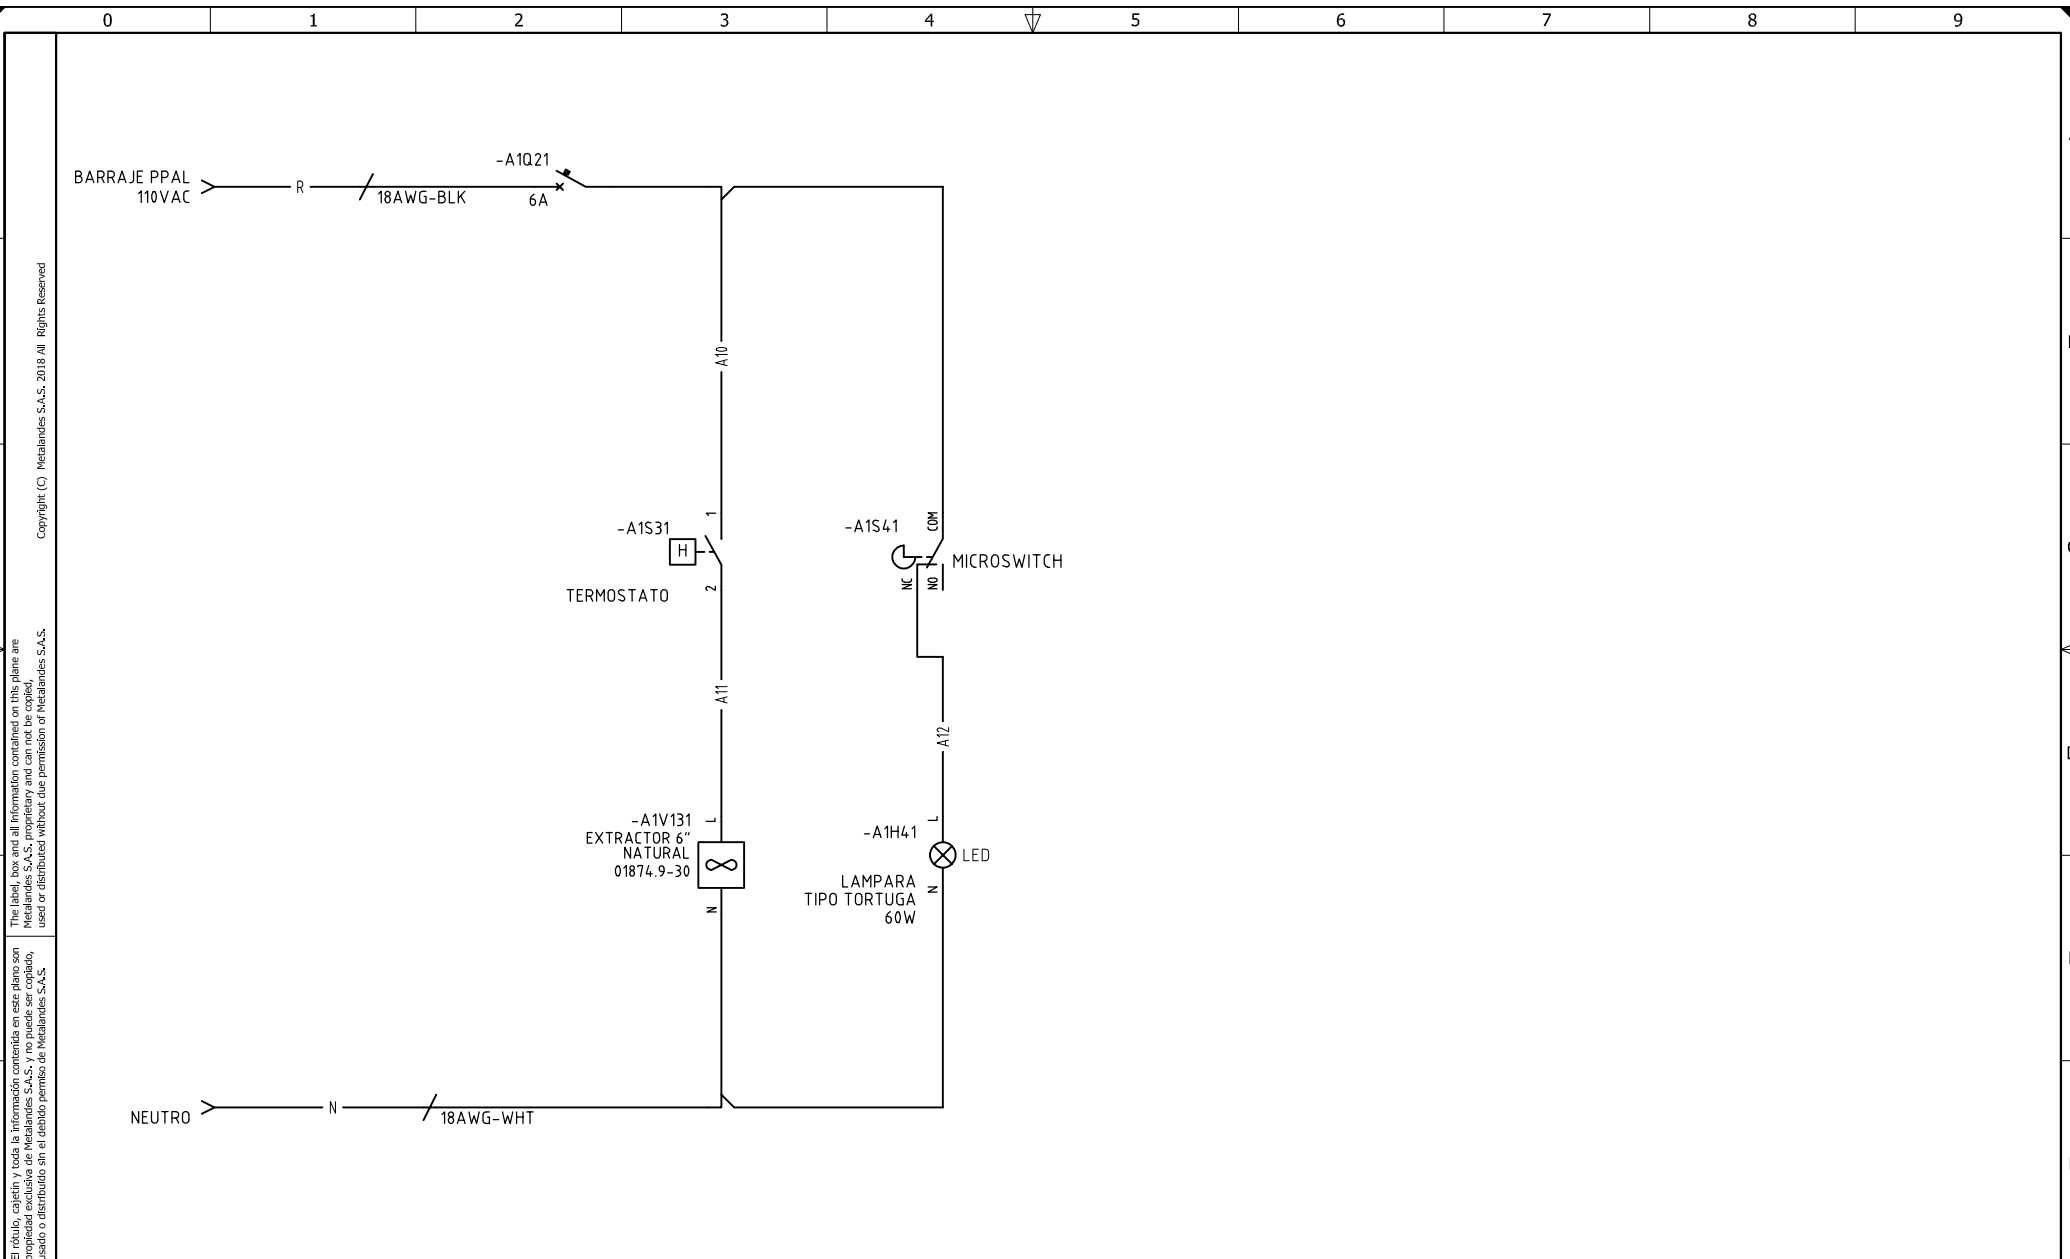 0 1 2 3 4 5 6 7 8 9
-A1Q21
BARRAJE PPAL
110VAC
R
18AWG-BLK
6A
A10
-A1S31
1
H
2
TERMOSTATO
-A1S41
COM
MICROSWITCH
NC
NO
A11
A12
-A1V131
L
EXTRACTOR 6"
NATURAL
01874.9-30
N
-A1H41
L
LED
LAMPARA
TIPO TORTUGA
60W
N
NEUTRO
N
18AWG-WHT
Copyright (C) Metalandes S.A.S. 2018 All Rights Reserved
The label, box and all information contained on this plane are
Metalandes S.A.S. proprietary and can not be copied,
used or distributed without due permission of Metalandes S.A.S.
El rótulo, cajetín y toda la información contenida en este plano son
propiedad exclusiva de Metalandes S.A.S. y no puede ser copiado,
usado o distribuido sin el debido permiso de Metalandes S.A.S.